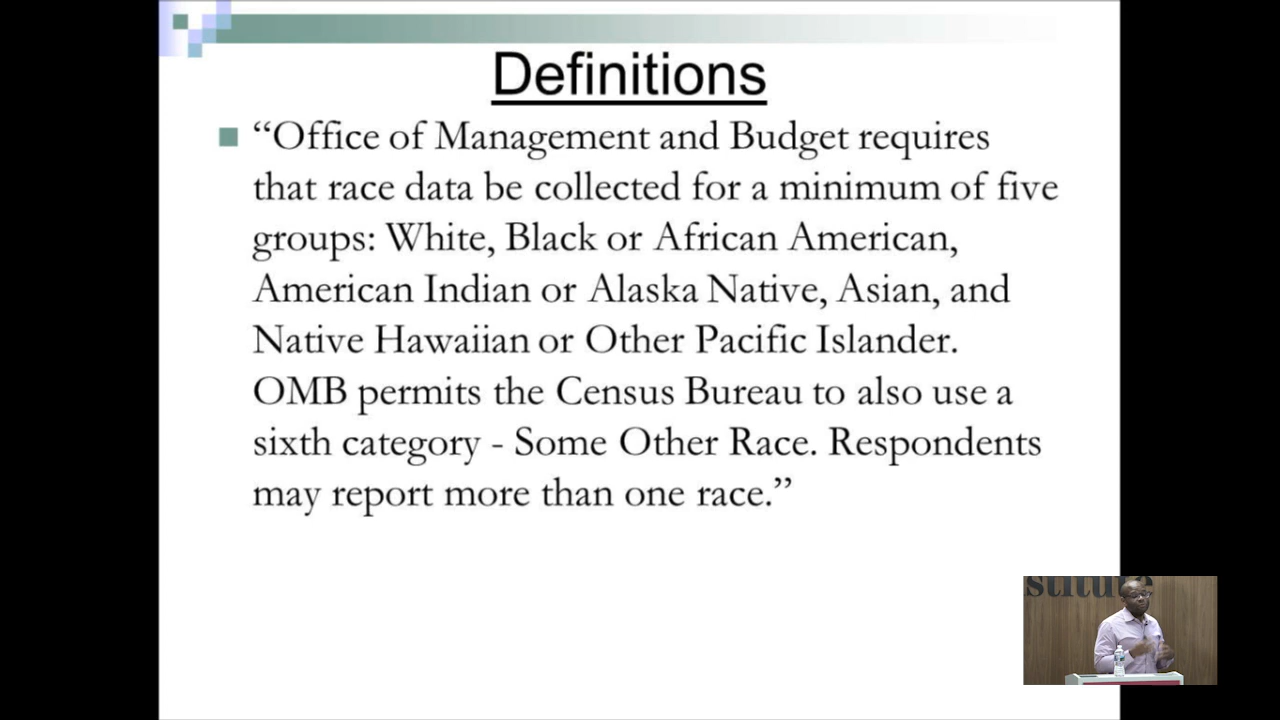 Definitions
“Office of Management and Budget requires
that race data be collected for a minimum of five
groups: White, Black or African American,
American Indian or Alaska Native, Asian, and
Native Hawaiian or Other Pacific Islander.
OMB permits the Census Bureau to also use a
sixth category - Some Other Race. Respondents
may report more than one race.”